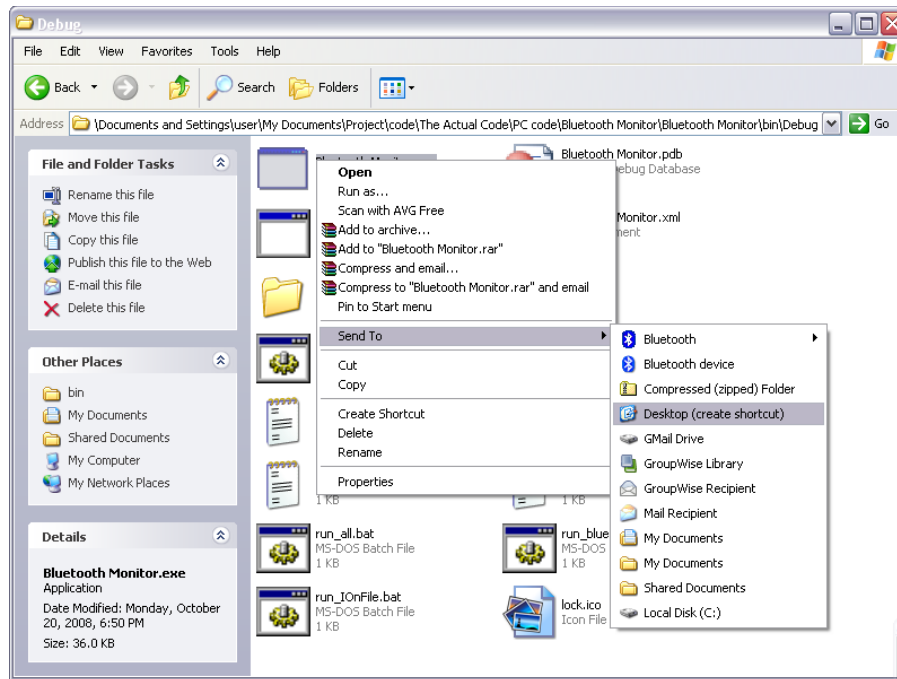 Debug
File Edit View Favorites Tools Help
Back Search Folders
Address \Documents and Settings\user\My Documents\Project\code\The Actual Code\PC code\Bluetooth Monitor\Bluetooth Monitor\bin\Debug Go
File and Folder Tasks
Rename this file
Move this file
Copy this file
Publish this file to the Web
E-mail this file
Delete this file
Other Places
bin
My Documents
Shared Documents
My Computer
My Network Places
Details
Bluetooth Monitor.exe
Application
Date Modified: Monday, October
20, 2008, 6:50 PM
Size: 36.0 KB
Bluetooth Monitor.pdb
ebug Database
Monitor.xml
ment
Open
Run as...
Scan with AVG Free
Add to archive...
Add to "Bluetooth Monitor.rar"
Compress and email...
Compress to "Bluetooth Monitor.rar" and email
Pin to Start menu
Send To
Cut
Copy
Create Shortcut
Delete
Rename
Properties
Bluetooth
Bluetooth device
Compressed (zipped) Folder
Desktop (create shortcut)
GMail Drive
GroupWise Library
GroupWise Recipient
Mail Recipient
My Documents
My Documents
Shared Documents
Local Disk (C:)
1 KB
1 KB
run_all.bat
MS-DOS Batch File
1 KB
run_blue
MS-DOS
1 KB
run_IOnFile.bat
MS-DOS Batch File
1 KB
lock.ico
Icon File